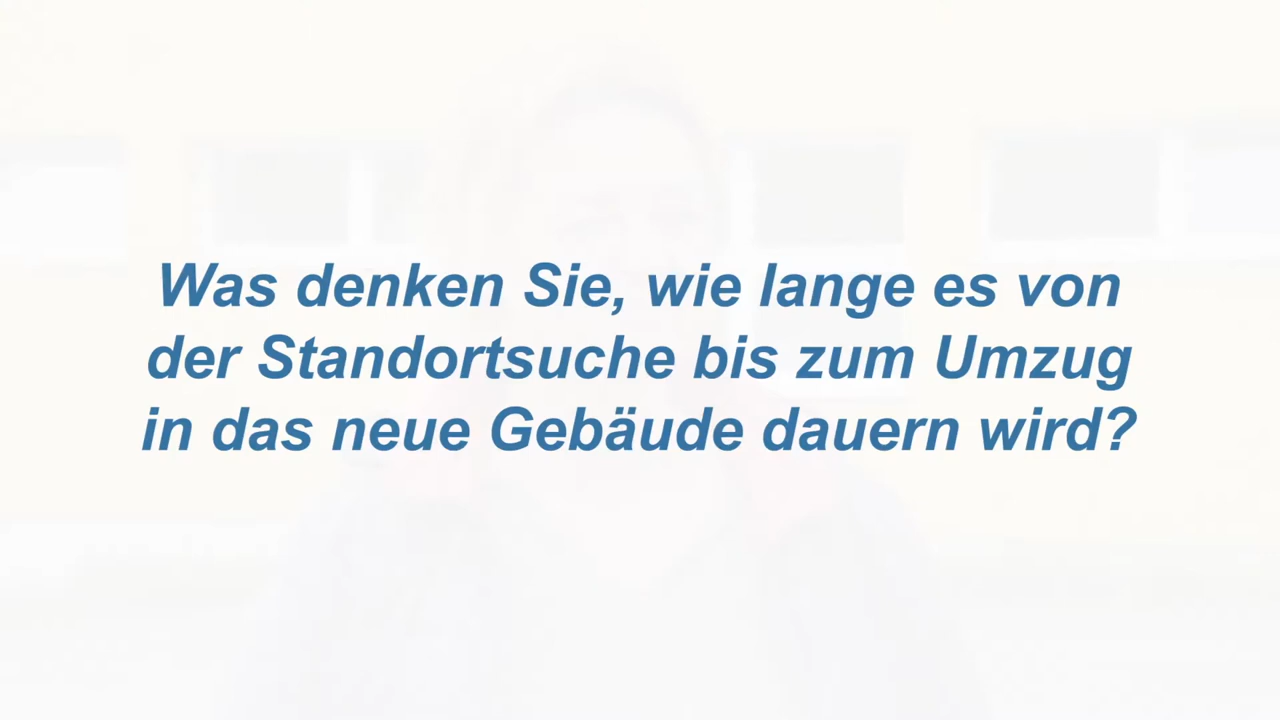 Was denken Sie, wie lange es von
der Standortsuche bis zum Umzug
in das neue Gebäude dauern wird?